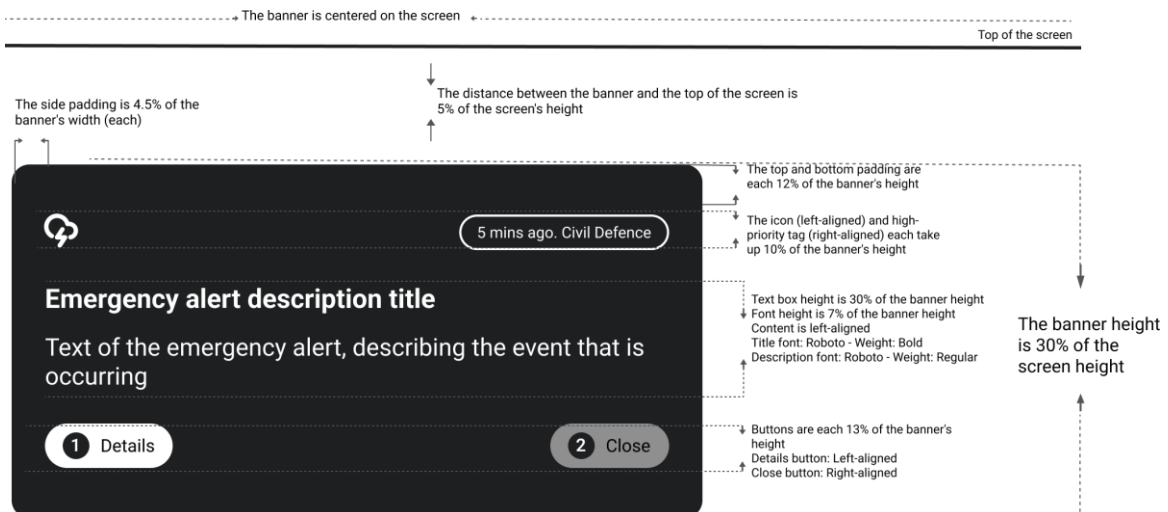 The banner is centered on the screen
Top of the screen
The distance between the banner and the top of the screen is
5% of the screen's height
The side padding is 4.5% of the
banner's width (each)
The top and bottom padding are
each 12% of the banner's height
5 mins ago. Civil Defence
The icon (left-aligned) and high-
priority tag (right-aligned) each take
up 10% of the banner's height
Emergency alert description title
Text of the emergency alert, describing the event that is
occurring
Text box height is 30% of the banner height
Font height is 7% of the banner height
Content is left-aligned
Title font: Roboto - Weight: Bold
Description font: Roboto - Weight: Regular
The banner height
is 30% of the
screen height
1 Details
2 Close
Buttons are each 13% of the banner's
height
Details button: Left-aligned
Close button: Right-aligned